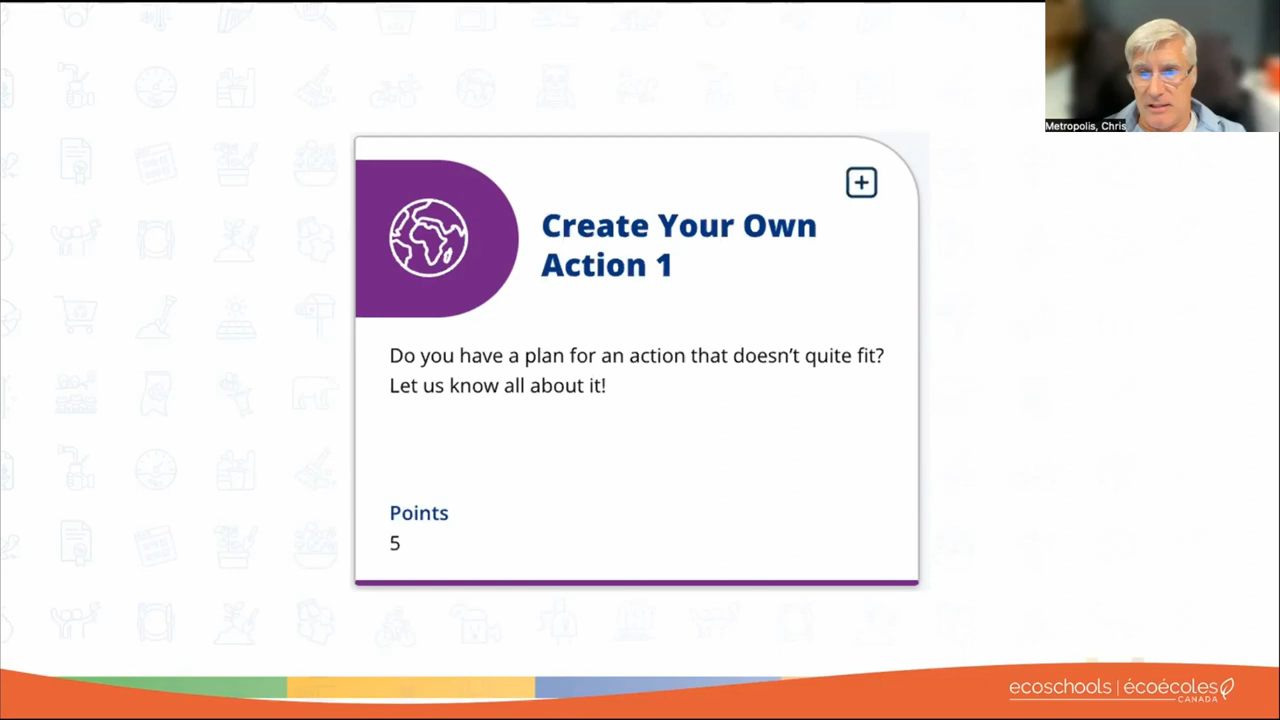 Metropolis, Chris
Create Your Own
Action 1
Do you have a plan for an action that doesn't quite fit?
Let us know all about it!
Points
5
ecoschools | écoécoles
CANADA